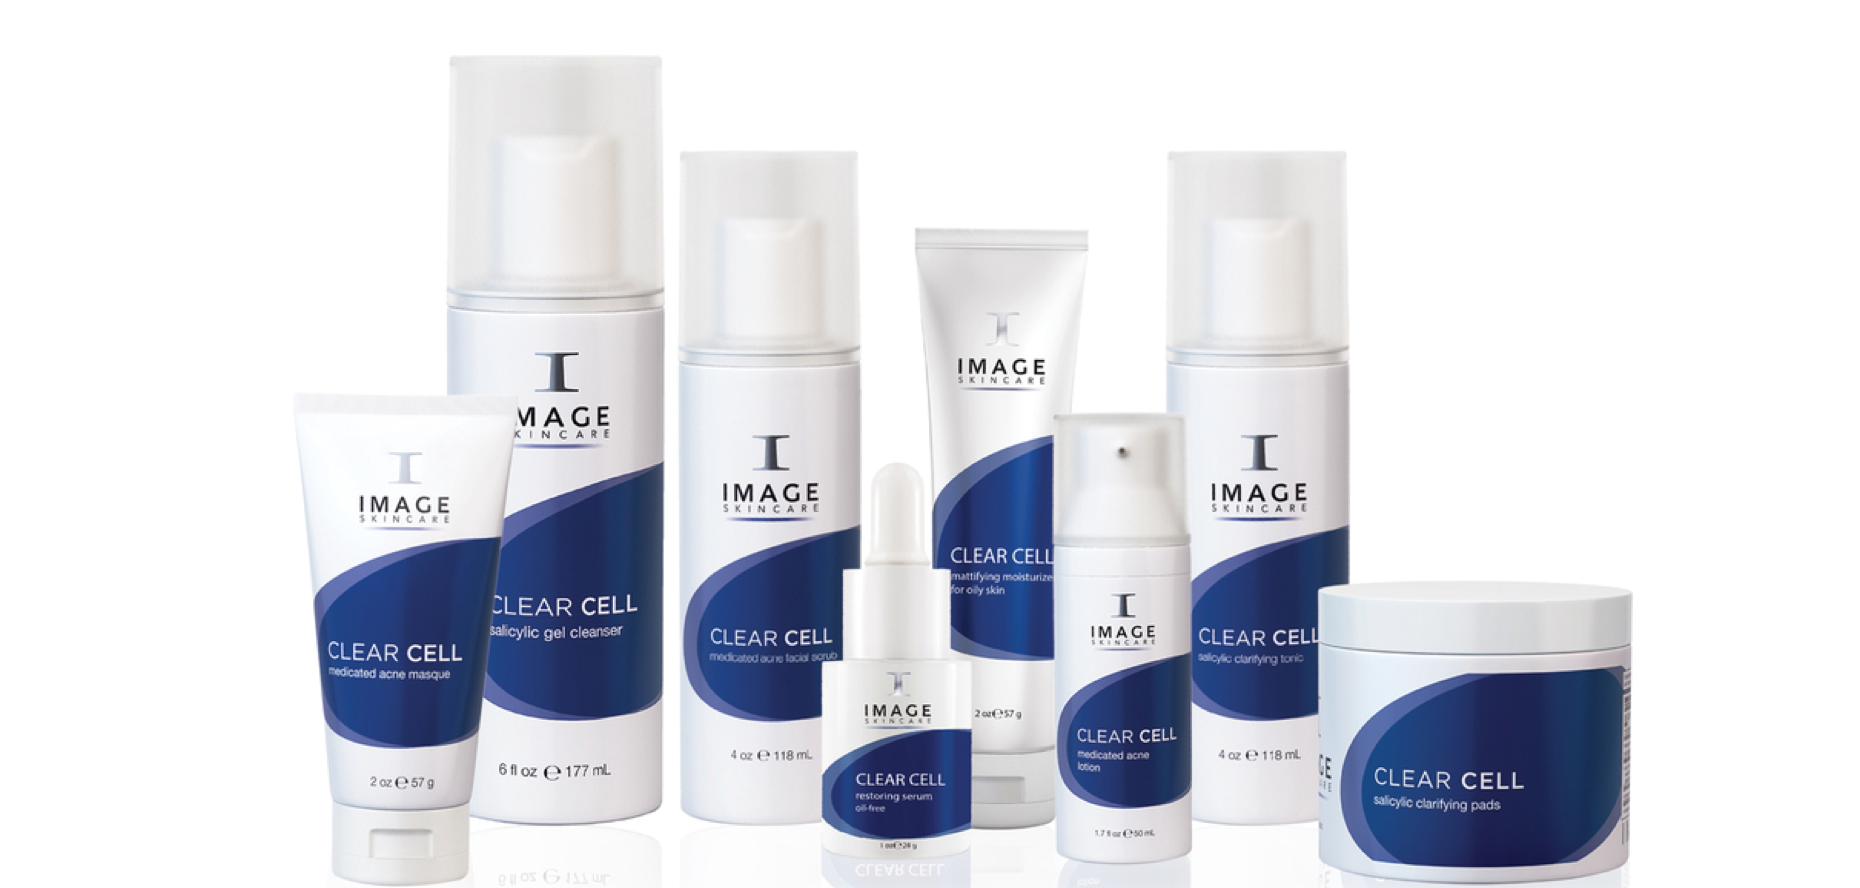 I
IMAGE
SKINCARE
CLEAR CELL
medicated acne masque
2 oz ℮ 57 g
I
MAGE
KINCARE
CLEAR CELL
salicylic gel cleanser
6 fl oz ℮ 177 mL
I
IMAGE
SKINCARE
CLEAR CELL
medicated acne facial scrub
4 oz ℮ 118 mL
I
IMAGE
SKINCARE
CLEAR CELL
restoring serum
oil-free
1 oz ℮ 28 g
I
IMAGE
SKINCARE
CLEAR CELL
mattifying moisturize
for oily skin
2 oz ℮ 57 g
I
IMAGE
SKINCARE
CLEAR CELL
medicated acne
lotion
1.7 fl oz ℮ 50 mL
I
IMAGE
SKINCARE
CLEAR CELL
salicylic clarifying tonic
4 oz ℮ 118 mL
CLEAR CELL
salicylic clarifying pads